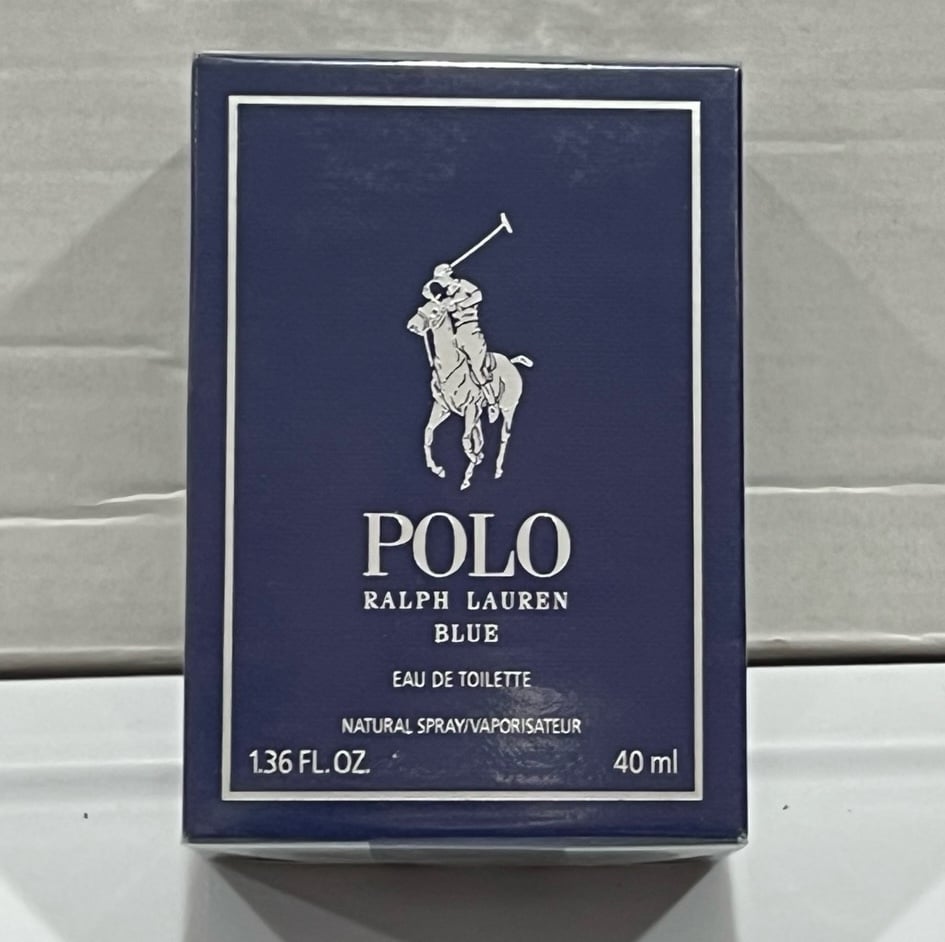 POLO
RALPH LAUREN
BLUE
EAU DE TOILETTE
NATURAL SPRAY/VAPORISATEUR
1.36 FL. OZ. 40 ml